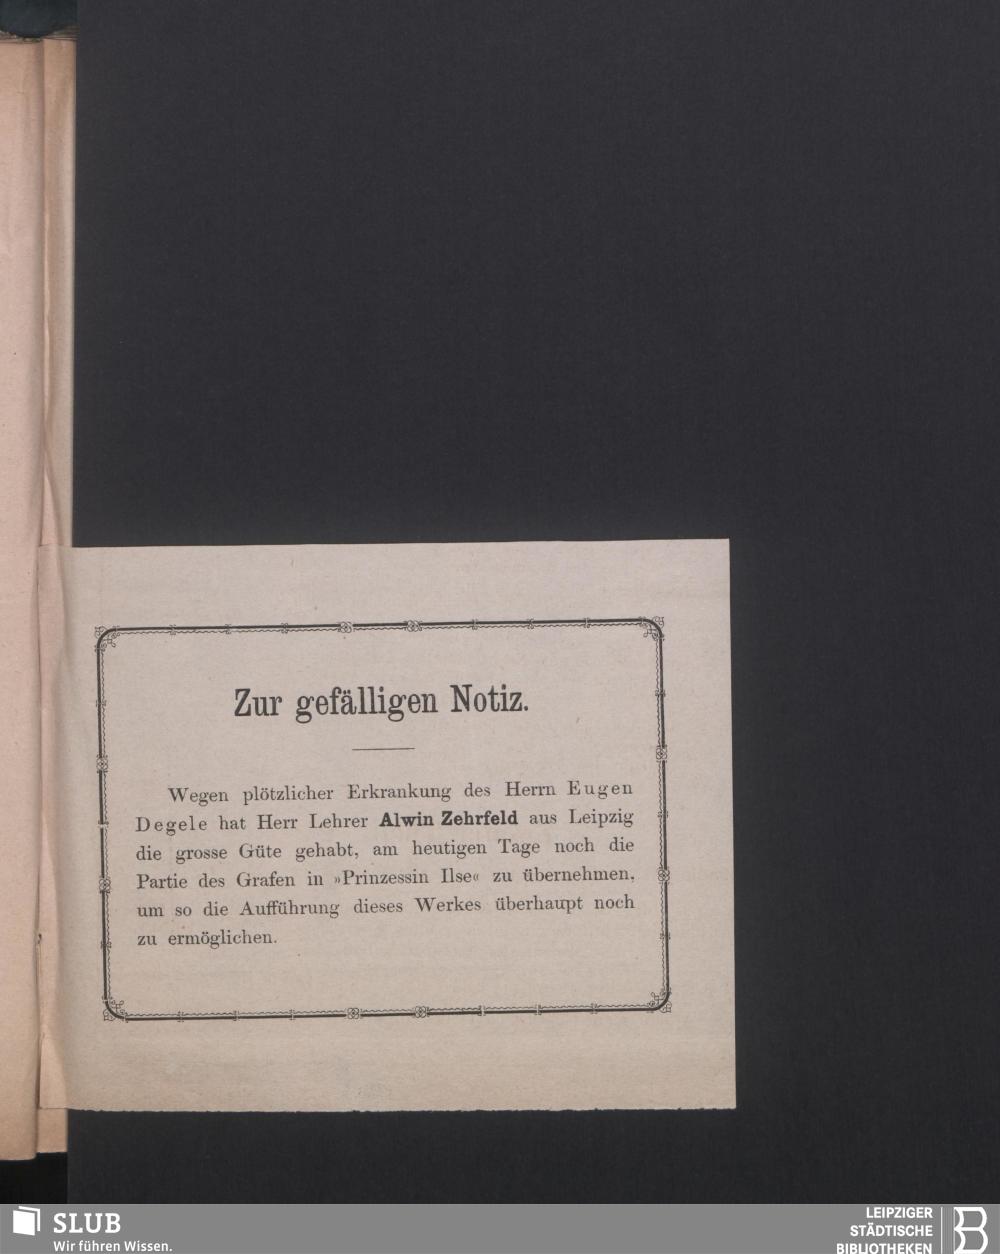 Zur gefälligen Notiz.
Wegen plötzlicher Erkrankung des Herrn Eugen
Degele hat Herr Lehrer Alwin Zehrfeld aus Leipzig
die grosse Güte gehabt, am heutigen Tage noch die
Partie des Grafen in »Prinzessin Ilse« zu übernehmen,
um so die Aufführung dieses Werkes überhaupt noch
zu ermöglichen.
SLUB
Wir führen Wissen.
LEIPZIGER
STÄDTISCHE
BIBLIOTHEKEN